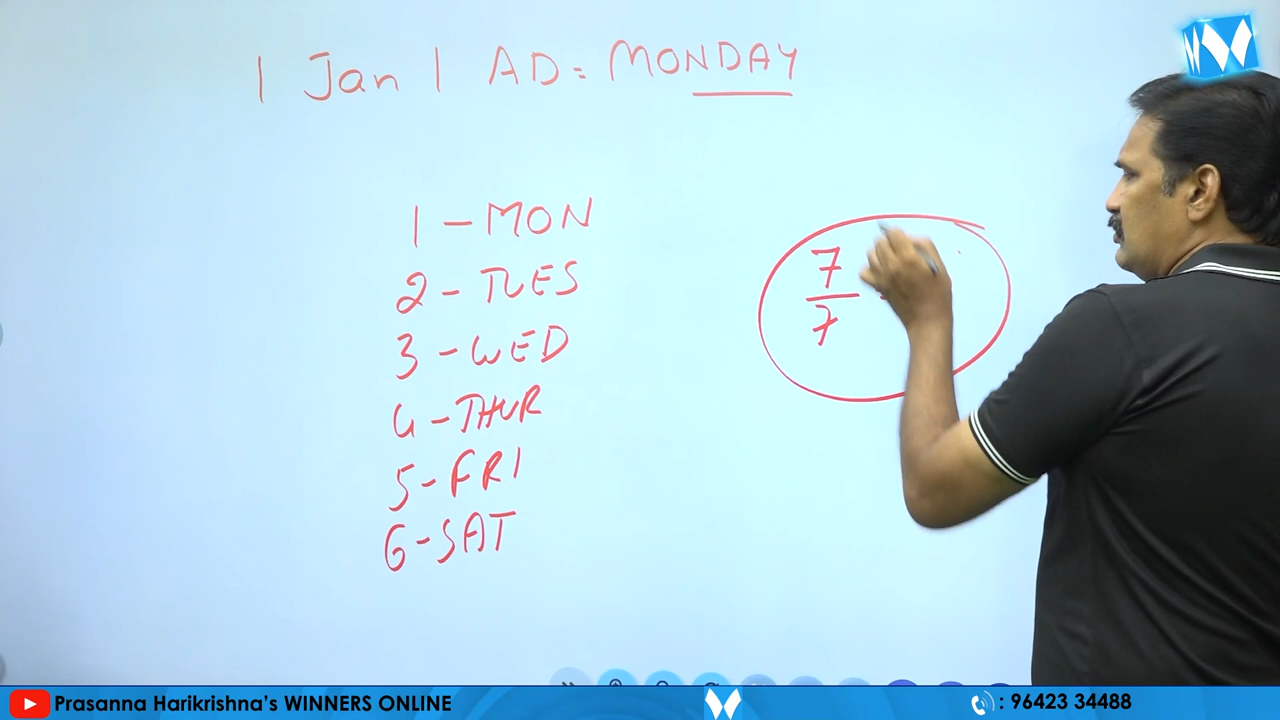 1 Jan 1 AD = MONDAY
1 - MON
2 - TUES
3 - WED
4 - THUR
5 - FRI
6 - SAT
7
7
W
Prasanna Harikrishna's WINNERS ONLINE
W
: 96423 34488